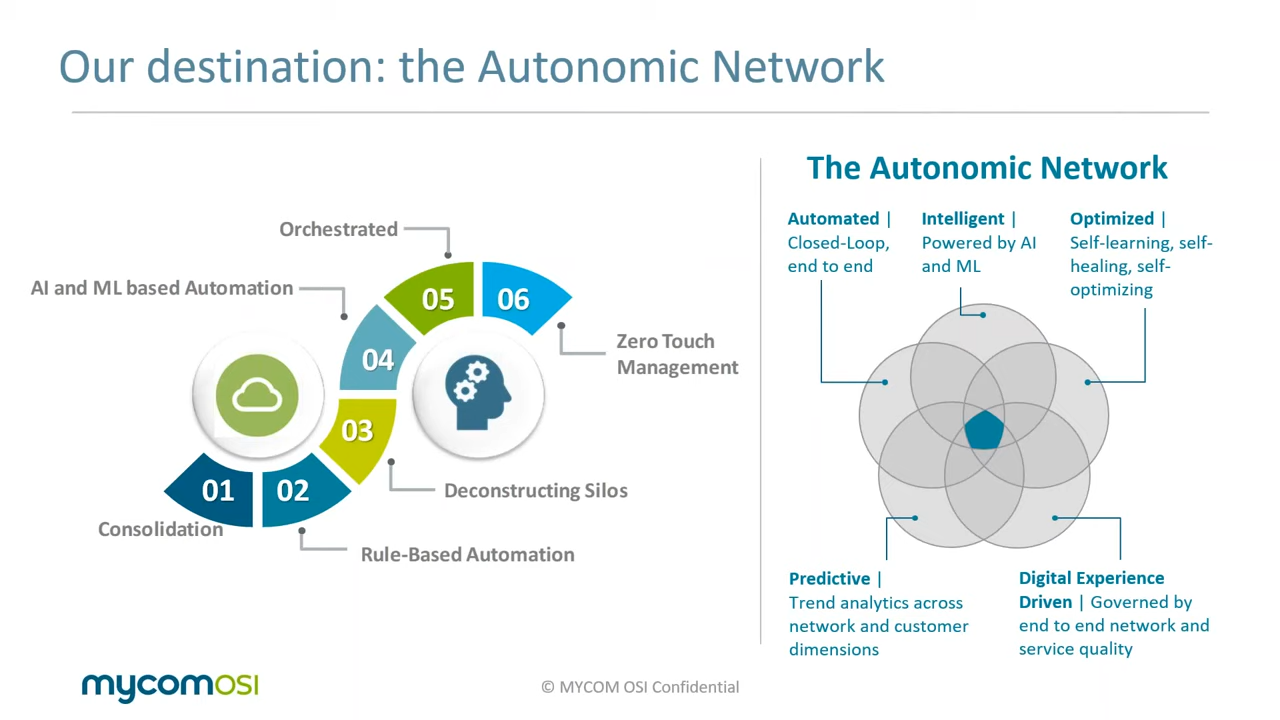 Our destination: the Autonomic Network
Orchestrated
AI and ML based Automation
05
06
04
Zero Touch
Management
03
01
02
Deconstructing Silos
Consolidation
Rule-Based Automation
The Autonomic Network
Automated |
Closed-Loop,
end to end
Intelligent |
Powered by AI
and ML
Optimized |
Self-learning, self-
healing, self-
optimizing
Predictive |
Trend analytics across
network and customer
dimensions
Digital Experience
Driven | Governed by
end to end network and
service quality
mycomOSI
© MYCOM OSI Confidential